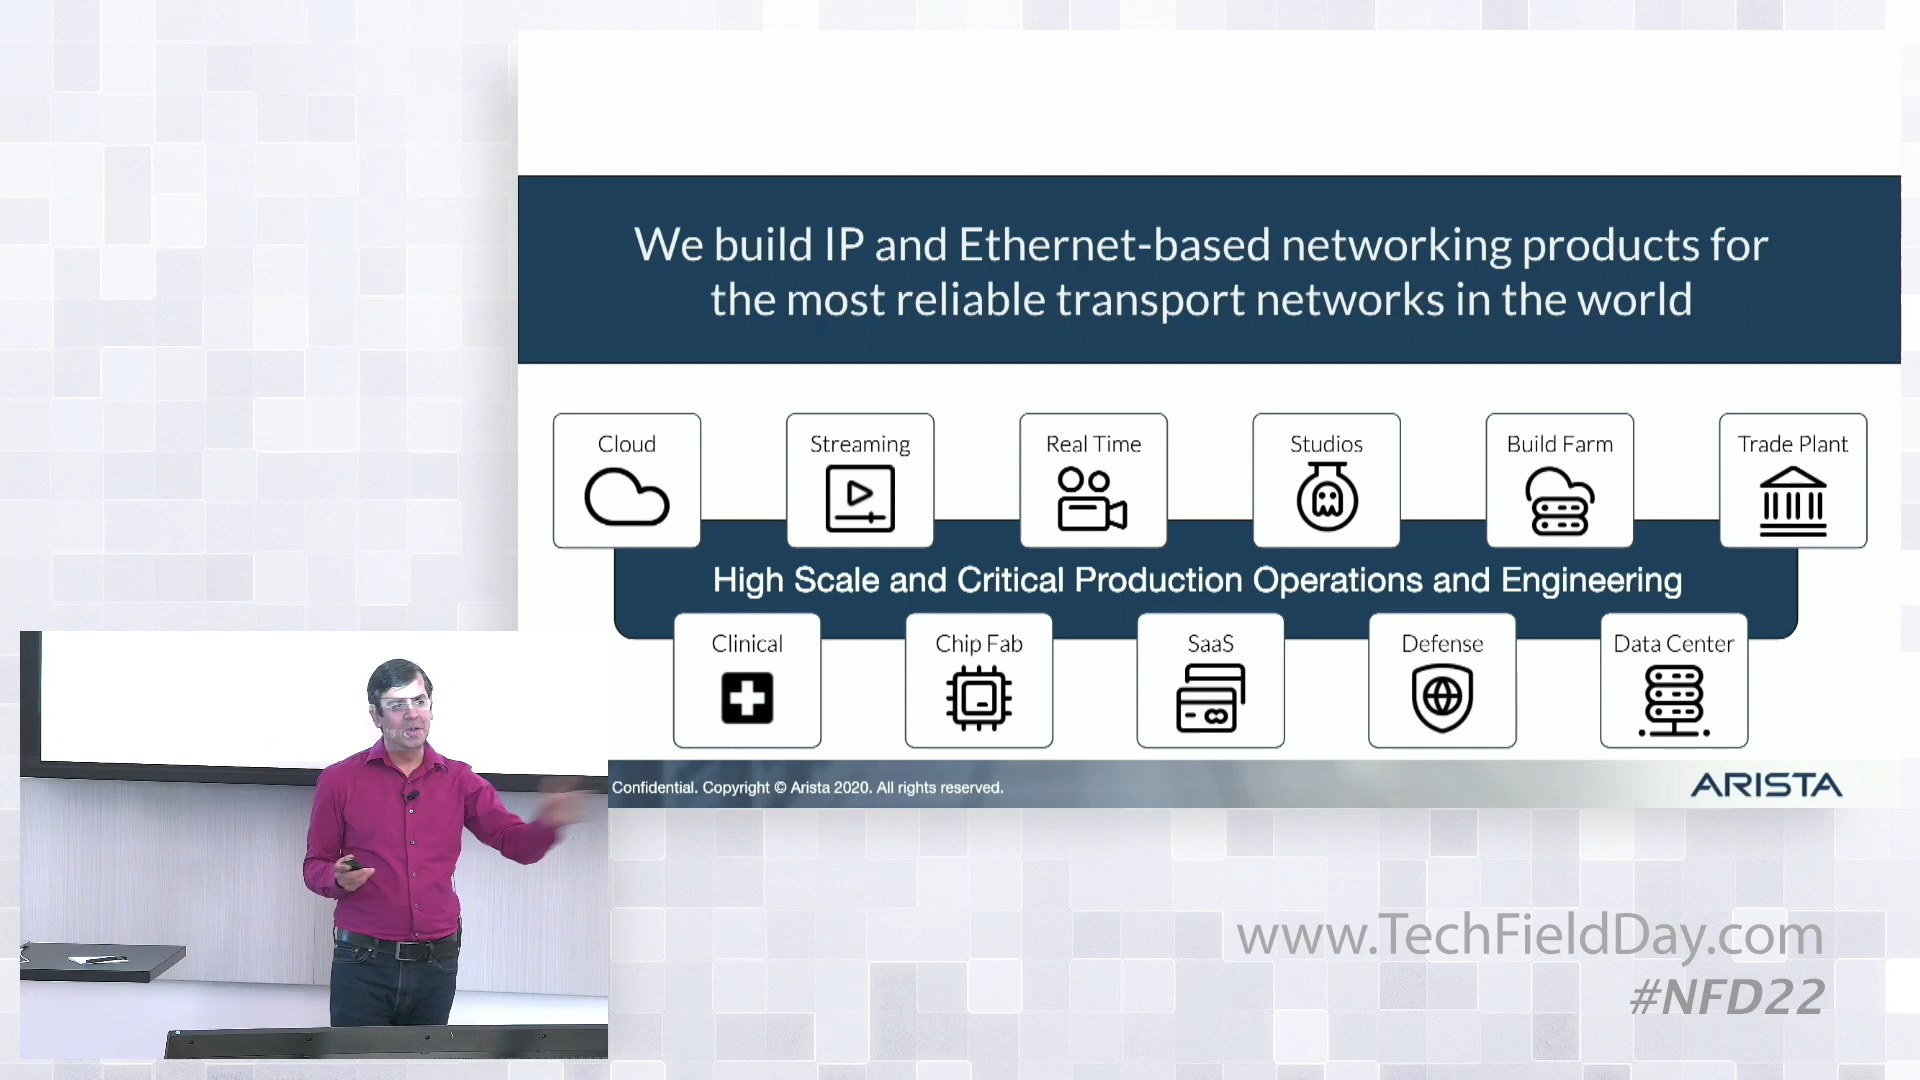 We build IP and Ethernet-based networking products for
the most reliable transport networks in the world
Cloud
Streaming
Real Time
Studios
Build Farm
Trade Plant
High Scale and Critical Production Operations and Engineering
Clinical
Chip Fab
SaaS
Defense
Data Center
Confidential. Copyright © Arista 2020. All rights reserved.
ARISTA
www.TechFieldDay.com
#NFD22